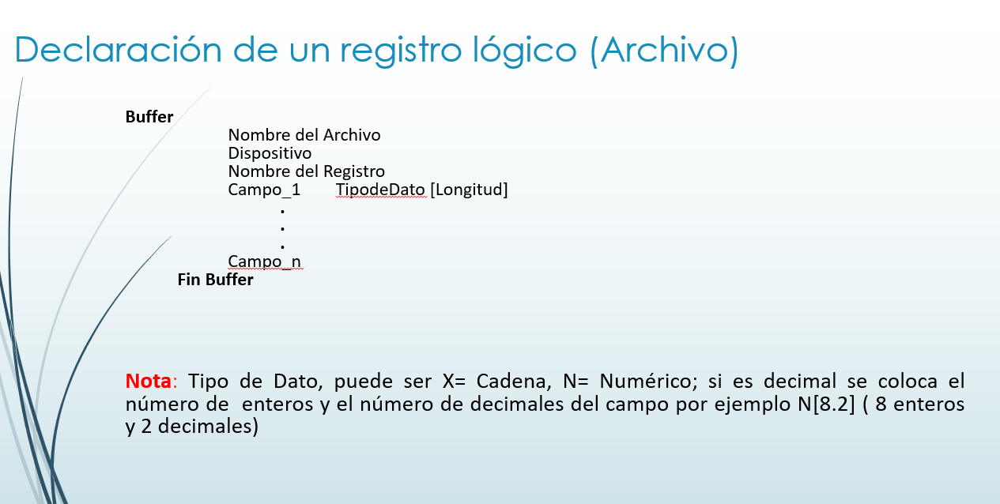 Declaración de un registro lógico (Archivo)
Buffer
Nombre del Archivo
Dispositivo
Nombre del Registro
Campo_1 TipodeDato [Longitud]
.
.
.
Campo_n
Fin Buffer
Nota: Tipo de Dato, puede ser X= Cadena, N= Numérico; si es decimal se coloca el
número de enteros y el número de decimales del campo por ejemplo N[8.2] ( 8 enteros
y 2 decimales)